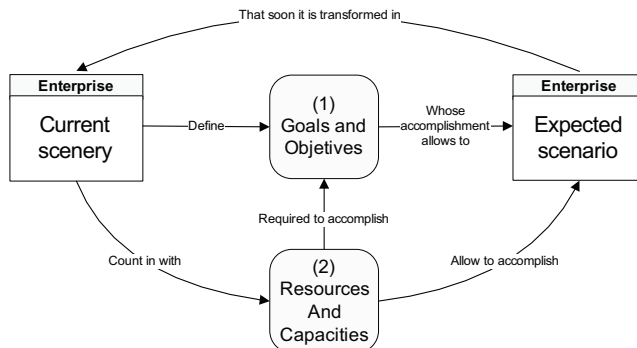 That soon it is transformed in
Enterprise
Current
scenery
Define
(1)
Goals and
Objetives
Whose
accomplishment
allows to
Enterprise
Expected
scenario
Required to accomplish
Count in with
(2)
Resources
And
Capacities
Allow to accomplish